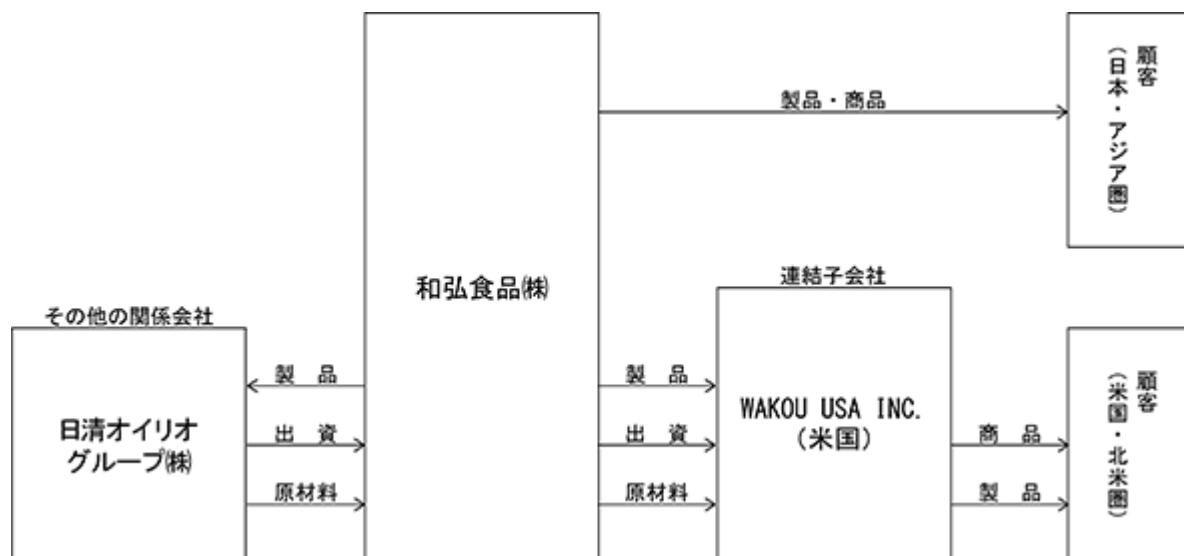 製品・商品
顧客
（日本・アジア圏）
和弘食品㈱
連結子会社
その他の関係会社
日清オイリオ
グループ㈱
製　品
出　資
原材料
製　品
出　資
原材料
WAKOU USA INC.
（米国）
商　品
製　品
顧客
（米国・北米圏）